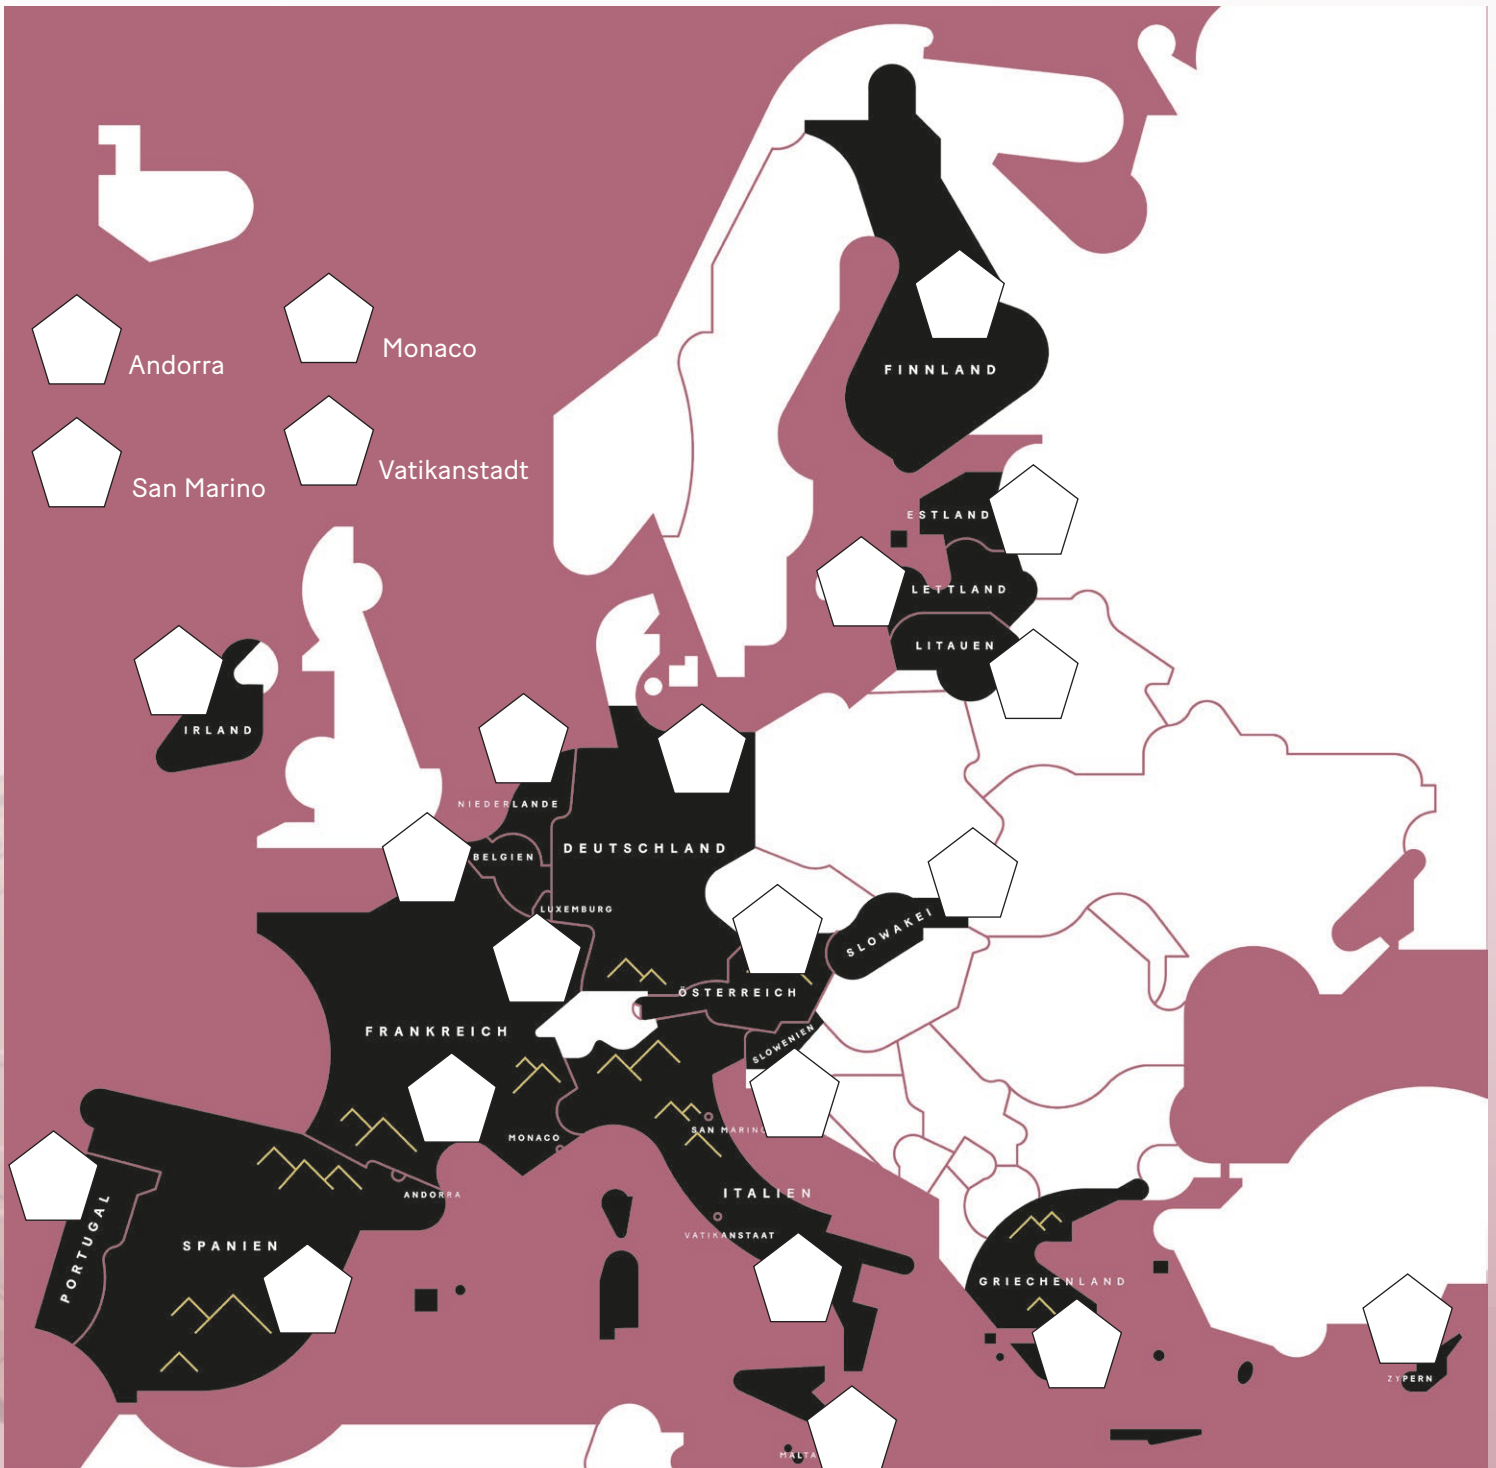 FINNLAND
Monaco
Andorra
Vatikanstadt
San Marino
ESTLAND
LETTLAND
LITAUEN
IRLAND
NIEDERLANDE
DEUTSCHLAND
BELGIEN
LUXEMBURG
SLOWAKEI
ÖSTERREICH
FRANKREICH
SLOWENIEN
SAN MARINO
MONACO
ITALIEN
ANDORRA
VATIKANSTAAT
PORTUGAL
SPANIEN
GRIECHENLAND
ZYPERN
MALTA